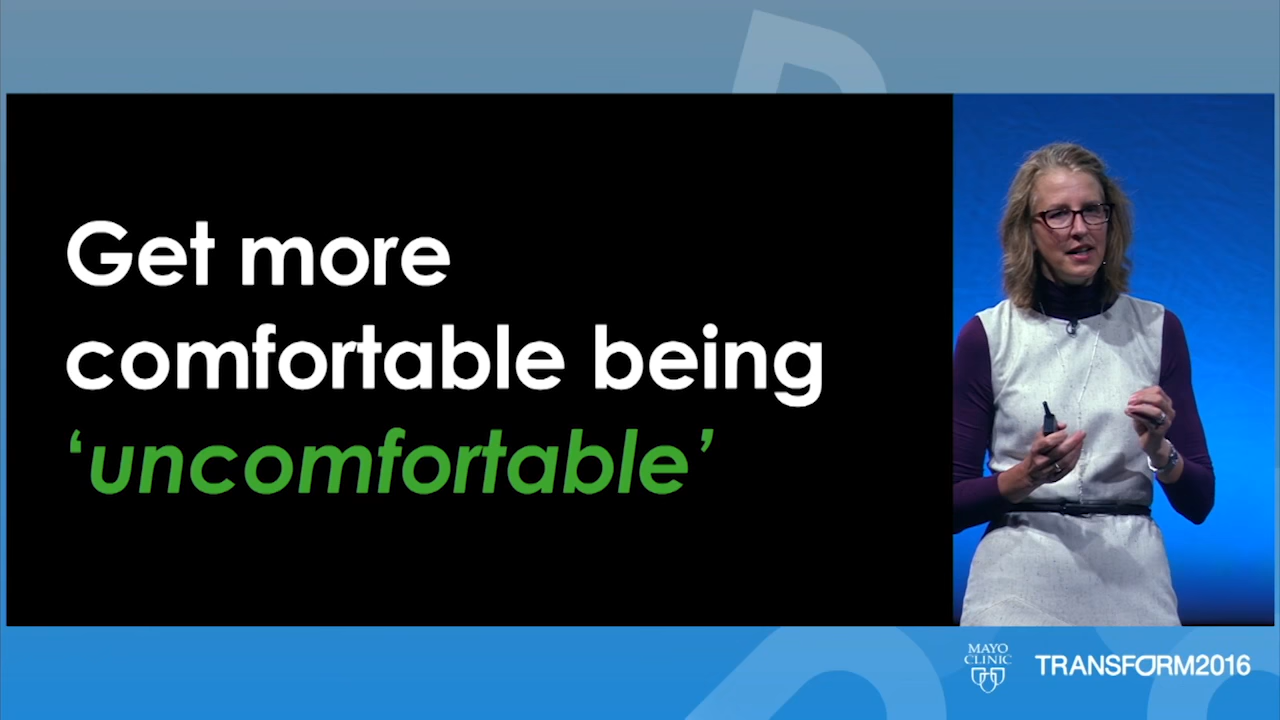 Get more
comfortable being
‘uncomfortable’
MAYO
CLINIC
TRANSFORM2016